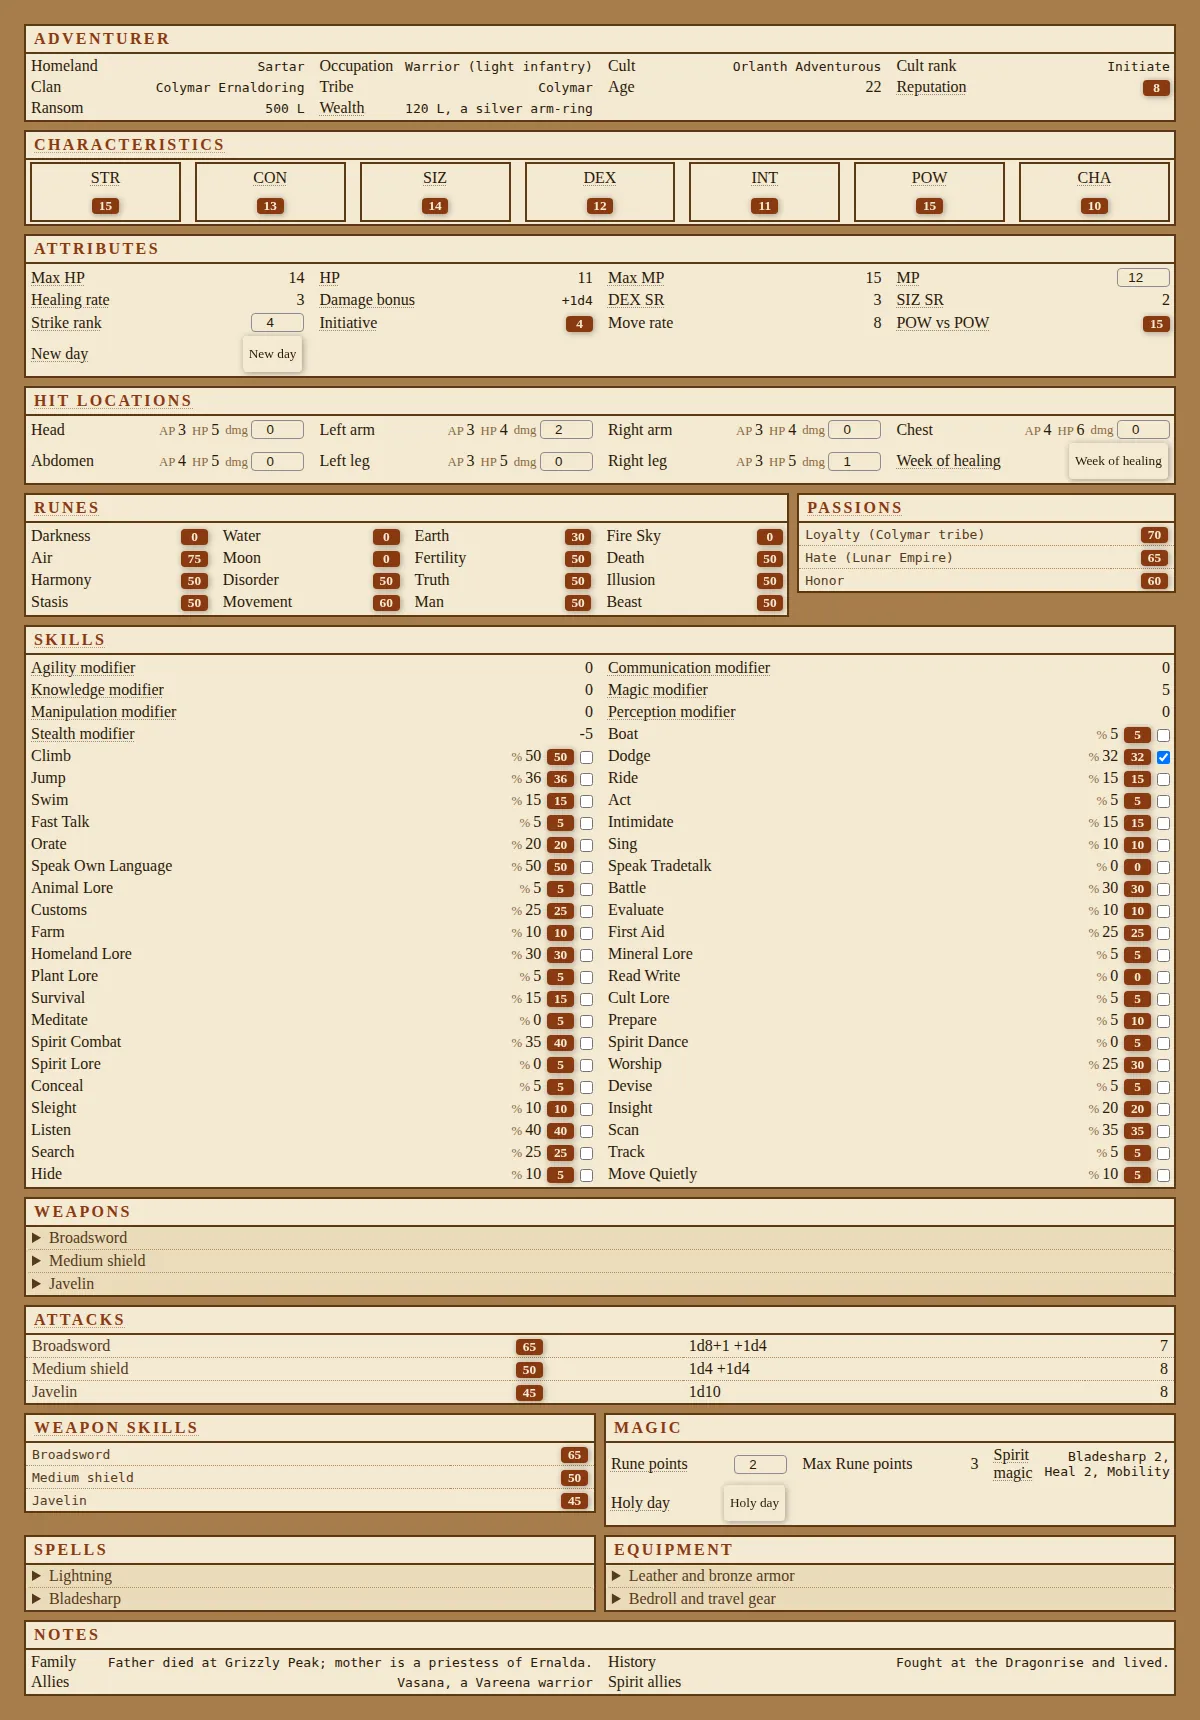 ADVENTURER
Homeland Sartar Occupation Warrior (light infantry) Cult Orlanth Adventurous Cult rank Initiate
Clan Colymar Ernaldoring Tribe Colymar Age 22 Reputation 8
Ransom 500 L Wealth 120 L, a silver arm-ring
CHARACTERISTICS
STR CON SIZ DEX INT POW CHA
15 13 14 12 11 15 10
ATTRIBUTES
Max HP 14 HP 11 Max MP 15 MP 12
Healing rate 3 Damage bonus +1d4 DEX SR 3 SIZ SR 2
Strike rank 4 Initiative 4 Move rate 8 POW vs POW 15
New day New day
HIT LOCATIONS
Head AP 3 HP 5 dmg 0 Left arm AP 3 HP 4 dmg 2 Right arm AP 3 HP 4 dmg 0 Chest AP 4 HP 6 dmg 0
Abdomen AP 4 HP 5 dmg 0 Left leg AP 3 HP 5 dmg 0 Right leg AP 3 HP 5 dmg 1 Week of healing Week of healing
RUNES
Darkness 0 Water 0 Earth 30 Fire Sky 0
Air 75 Moon 0 Fertility 50 Death 50
Harmony 50 Disorder 50 Truth 50 Illusion 50
Stasis 50 Movement 60 Man 50 Beast 50
PASSIONS
Loyalty (Colymar tribe) 70
Hate (Lunar Empire) 65
Honor 60
SKILLS
Agility modifier 0 Communication modifier 0
Knowledge modifier 0 Magic modifier 5
Manipulation modifier 0 Perception modifier 0
Stealth modifier -5 Boat % 5 5
Climb % 50 50 Dodge % 32 32
Jump % 36 36 Ride % 15 15
Swim % 15 15 Act % 5 5
Fast Talk % 5 5 Intimidate % 15 15
Orate % 20 20 Sing % 10 10
Speak Own Language % 50 50 Speak Tradetalk % 0 0
Animal Lore % 5 5 Battle % 30 30
Customs % 25 25 Evaluate % 10 10
Farm % 10 10 First Aid % 25 25
Homeland Lore % 30 30 Mineral Lore % 5 5
Plant Lore % 5 5 Read Write % 0 0
Survival % 15 15 Cult Lore % 5 5
Meditate % 0 5 Prepare % 5 10
Spirit Combat % 35 40 Spirit Dance % 0 5
Spirit Lore % 0 5 Worship % 25 30
Conceal % 5 5 Devise % 5 5
Sleight % 10 10 Insight % 20 20
Listen % 40 40 Scan % 35 35
Search % 25 25 Track % 5 5
Hide % 10 5 Move Quietly % 10 5
WEAPONS
Broadsword
Medium shield
Javelin
ATTACKS
Broadsword 65 1d8+1 +1d4 7
Medium shield 50 1d4 +1d4 8
Javelin 45 1d10 8
WEAPON SKILLS
Broadsword 65
Medium shield 50
Javelin 45
MAGIC
Rune points 2 Max Rune points 3 Spirit magic Bladesharp 2,
Heal 2, Mobility
Holy day Holy day
SPELLS
Lightning
Bladesharp
EQUIPMENT
Leather and bronze armor
Bedroll and travel gear
NOTES
Family Father died at Grizzly Peak; mother is a priestess of Ernalda. History Fought at the Dragonrise and lived.
Allies Vasana, a Vareena warrior Spirit allies